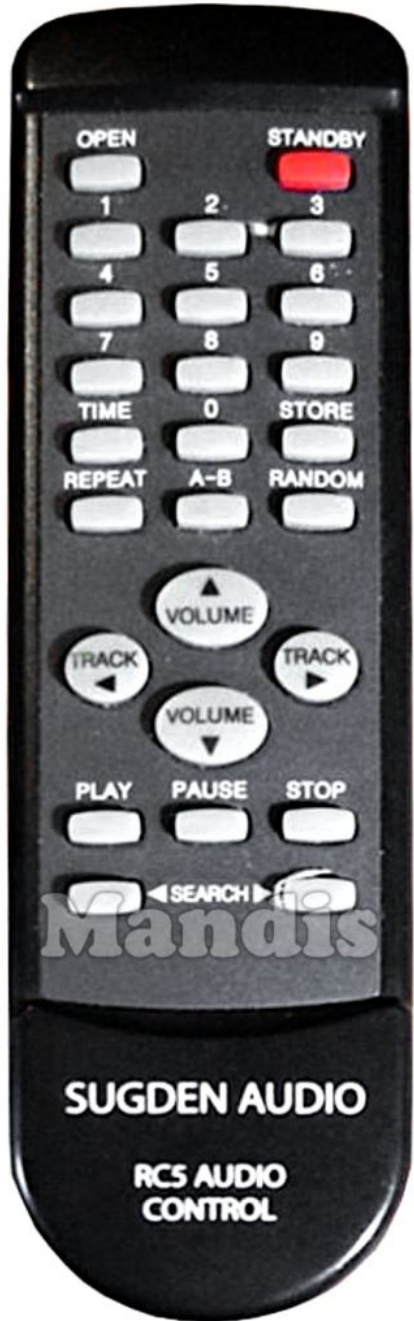 OPEN STANDBY
1 2 3
4 5 6
7 8 9
TIME 0 STORE
REPEAT A-B RANDOM
▲
VOLUME
TRACK TRACK
◀ ▶
VOLUME
▼
PLAY PAUSE STOP
◀SEARCH▶
Mandis
SUGDEN AUDIO
RC5 AUDIO
CONTROL